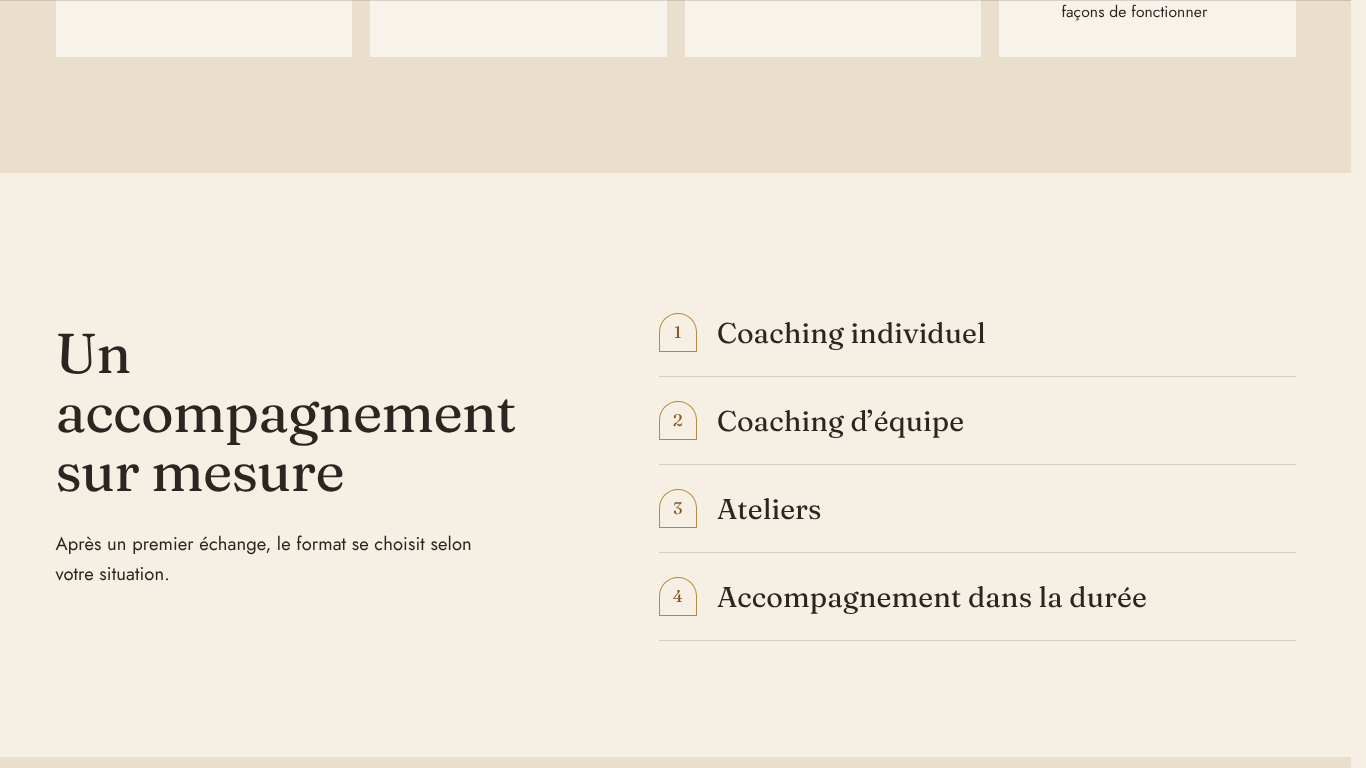 façons de fonctionner
Un
accompagnement
sur mesure
Après un premier échange, le format se choisit selon
votre situation.
1 Coaching individuel
2 Coaching d’équipe
3 Ateliers
4 Accompagnement dans la durée